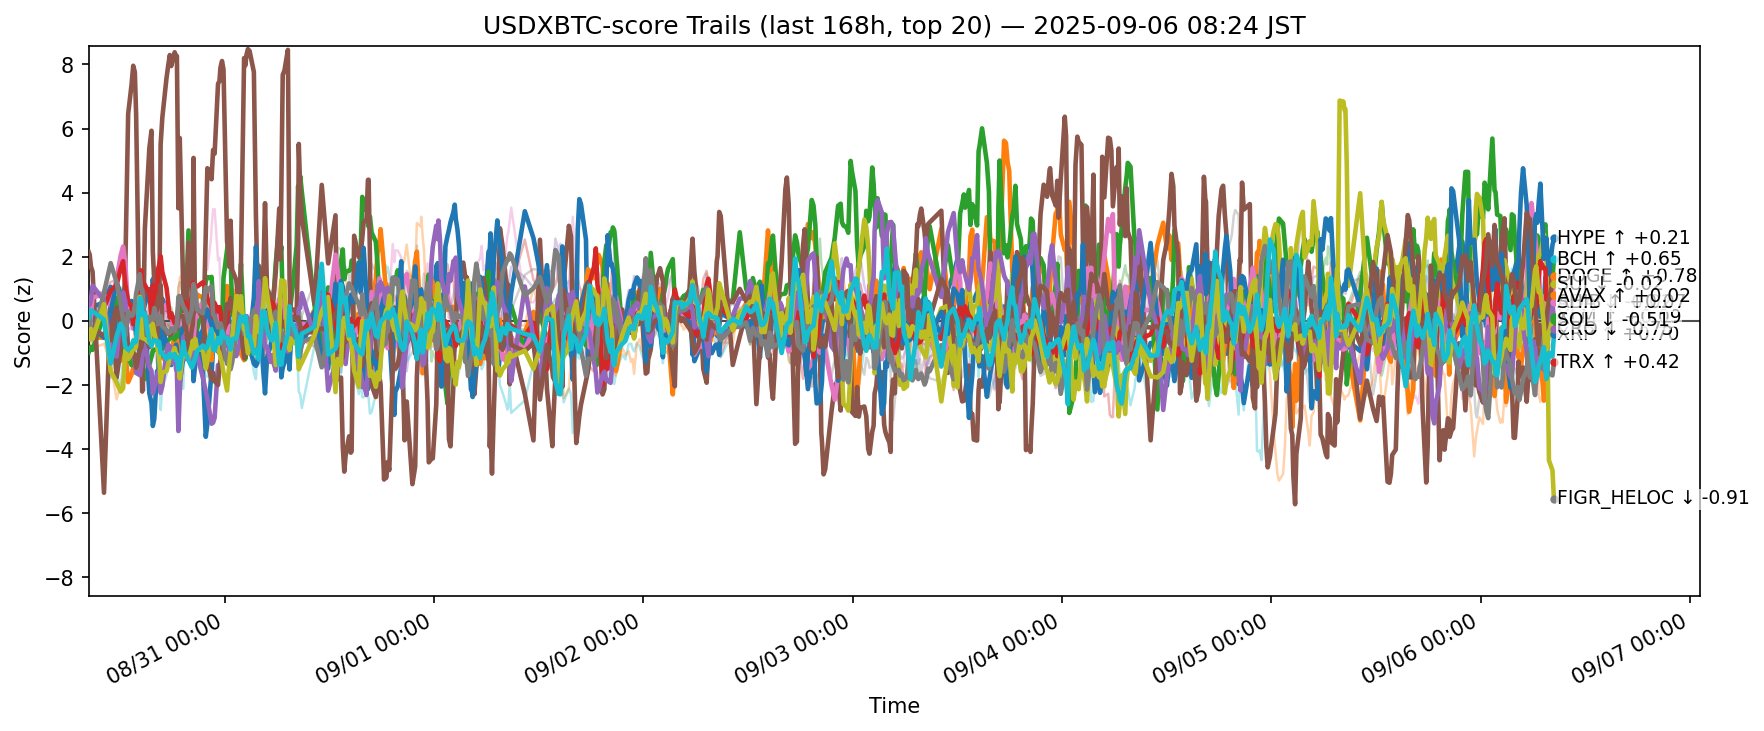 USDXBTC-score Trails (last 168h, top 20) — 2025-09-06 08:24 JST
Score (z)
8
6
4
2
0
−2
−4
−6
−8
HYPE ↑ +0.21
BCH ↑ +0.65
DOGE ↑ +0.78
AVAX ↑ +0.02
SOL ↓ -0.519
TRX ↑ +0.42
FIGR_HELOC ↓ -0.91
08/31 00:00
09/01 00:00
09/02 00:00
09/03 00:00
09/04 00:00
09/05 00:00
09/06 00:00
09/07 00:00
Time